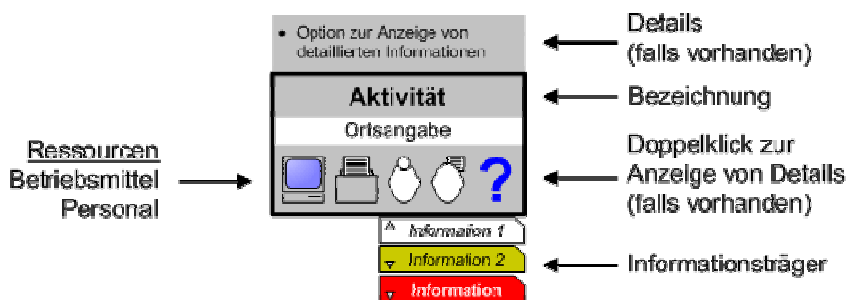 • Option zur Anzeige von
detaillierten Informationen
Details
(falls vorhanden)
Aktivität
Bezeichnung
Ortsangabe
Ressourcen
Betriebsmittel
Personal
?
Doppelklick zur
Anzeige von Details
(falls vorhanden)
Information 1
Information 2
Informationsträger
Information